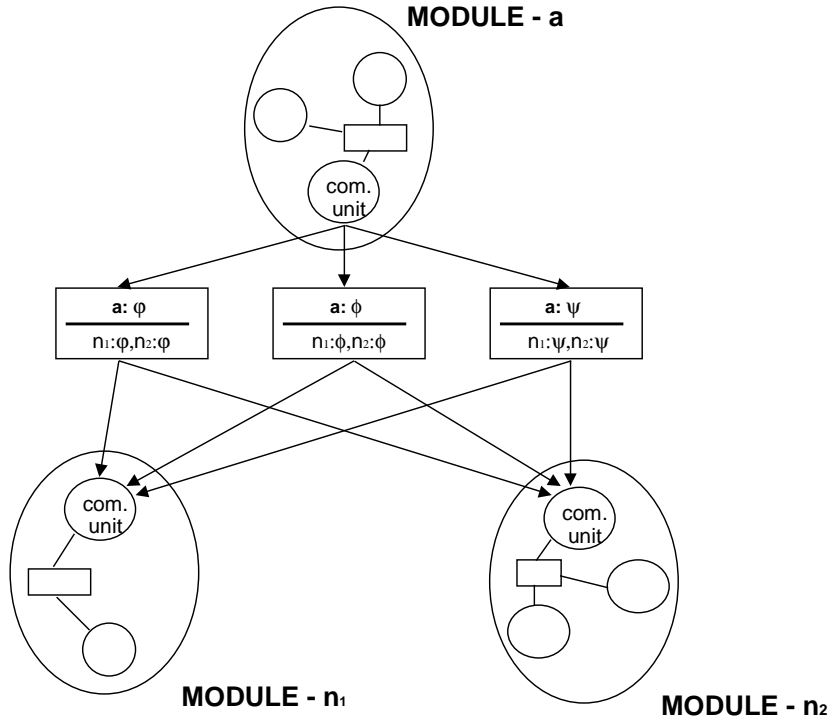 MODULE - a
com.
unit
a: φ
n₁:φ,n₂:φ
a: ϕ
n₁:ϕ,n₂:ϕ
a: ψ
n₁:ψ,n₂:ψ
com.
unit
com.
unit
MODULE - n₁
MODULE - n₂